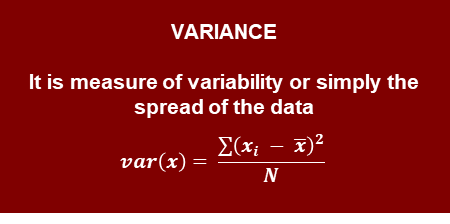 VARIANCE
It is measure of variability or simply the
spread of the data
var(x) = ∑(xᵢ − x̄)² / N